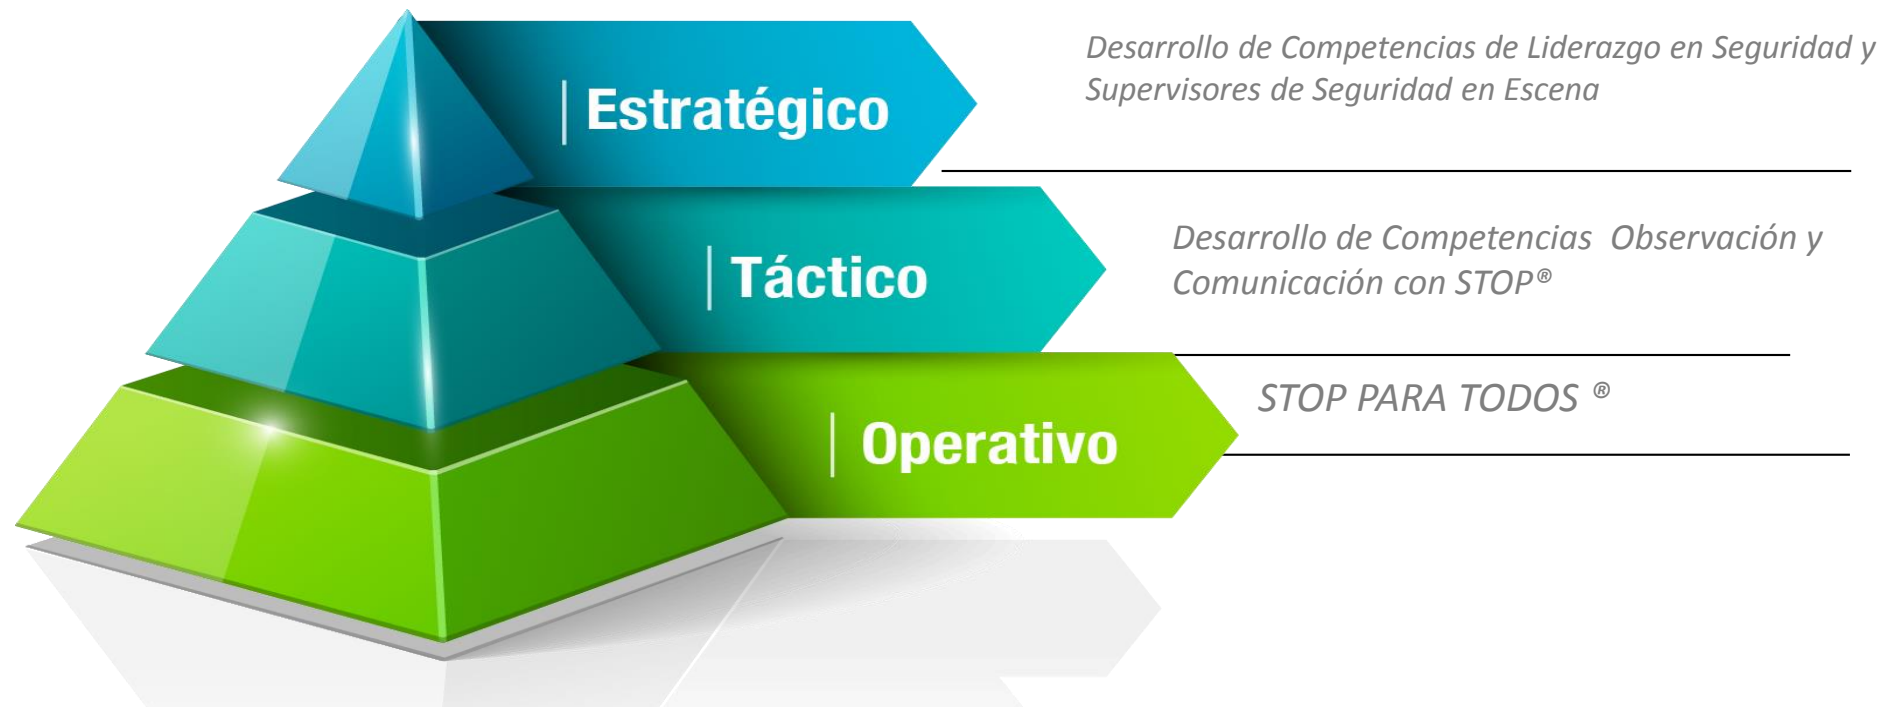 Desarrollo de Competencias de Liderazgo en Seguridad y
Supervisores de Seguridad en Escena
Estratégico
Desarrollo de Competencias  Observación y
Comunicación con STOP®
Táctico
STOP PARA TODOS ®
Operativo